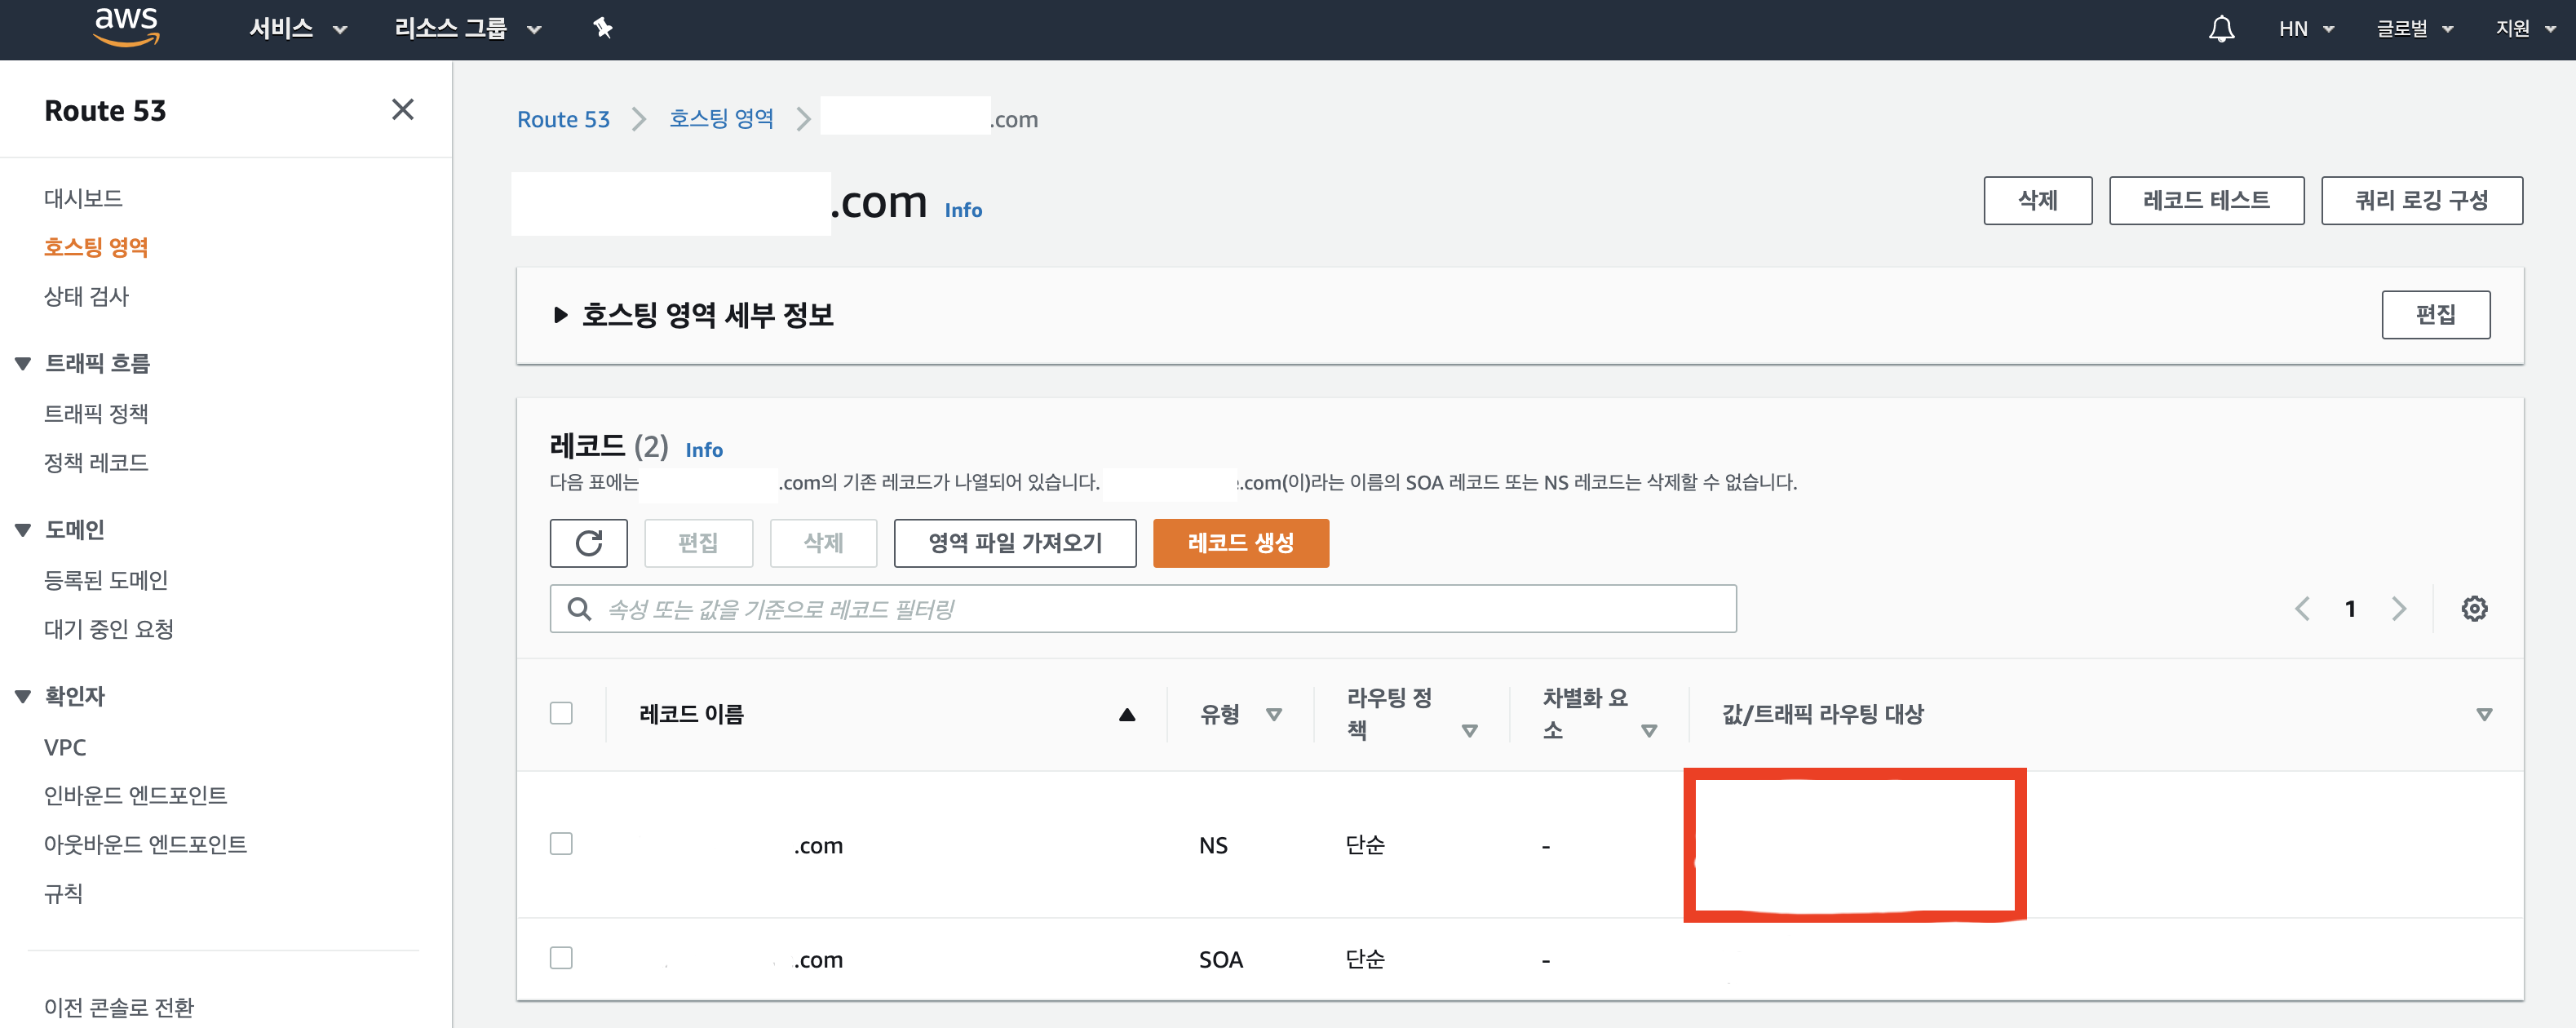 aws 서비스 리소스 그룹 HN 글로벌 지원
Route 53
대시보드
호스팅 영역
상태 검사
트래픽 흐름
트래픽 정책
정책 레코드
도메인
등록된 도메인
대기 중인 요청
확인자
VPC
인바운드 엔드포인트
아웃바운드 엔드포인트
규칙
이전 콘솔로 전환
Route 53 호스팅 영역 .com
.com Info
삭제 레코드 테스트 쿼리 로깅 구성
호스팅 영역 세부 정보 편집
레코드 (2) Info
다음 표에는 .com의 기존 레코드가 나열되어 있습니다. .com(이)라는 이름의 SOA 레코드 또는 NS 레코드는 삭제할 수 없습니다.
편집 삭제 영역 파일 가져오기 레코드 생성
속성 또는 값을 기준으로 레코드 필터링 1
레코드 이름 유형 라우팅 정책 차별화 요소 값/트래픽 라우팅 대상
.com NS 단순 -
.com SOA 단순 -